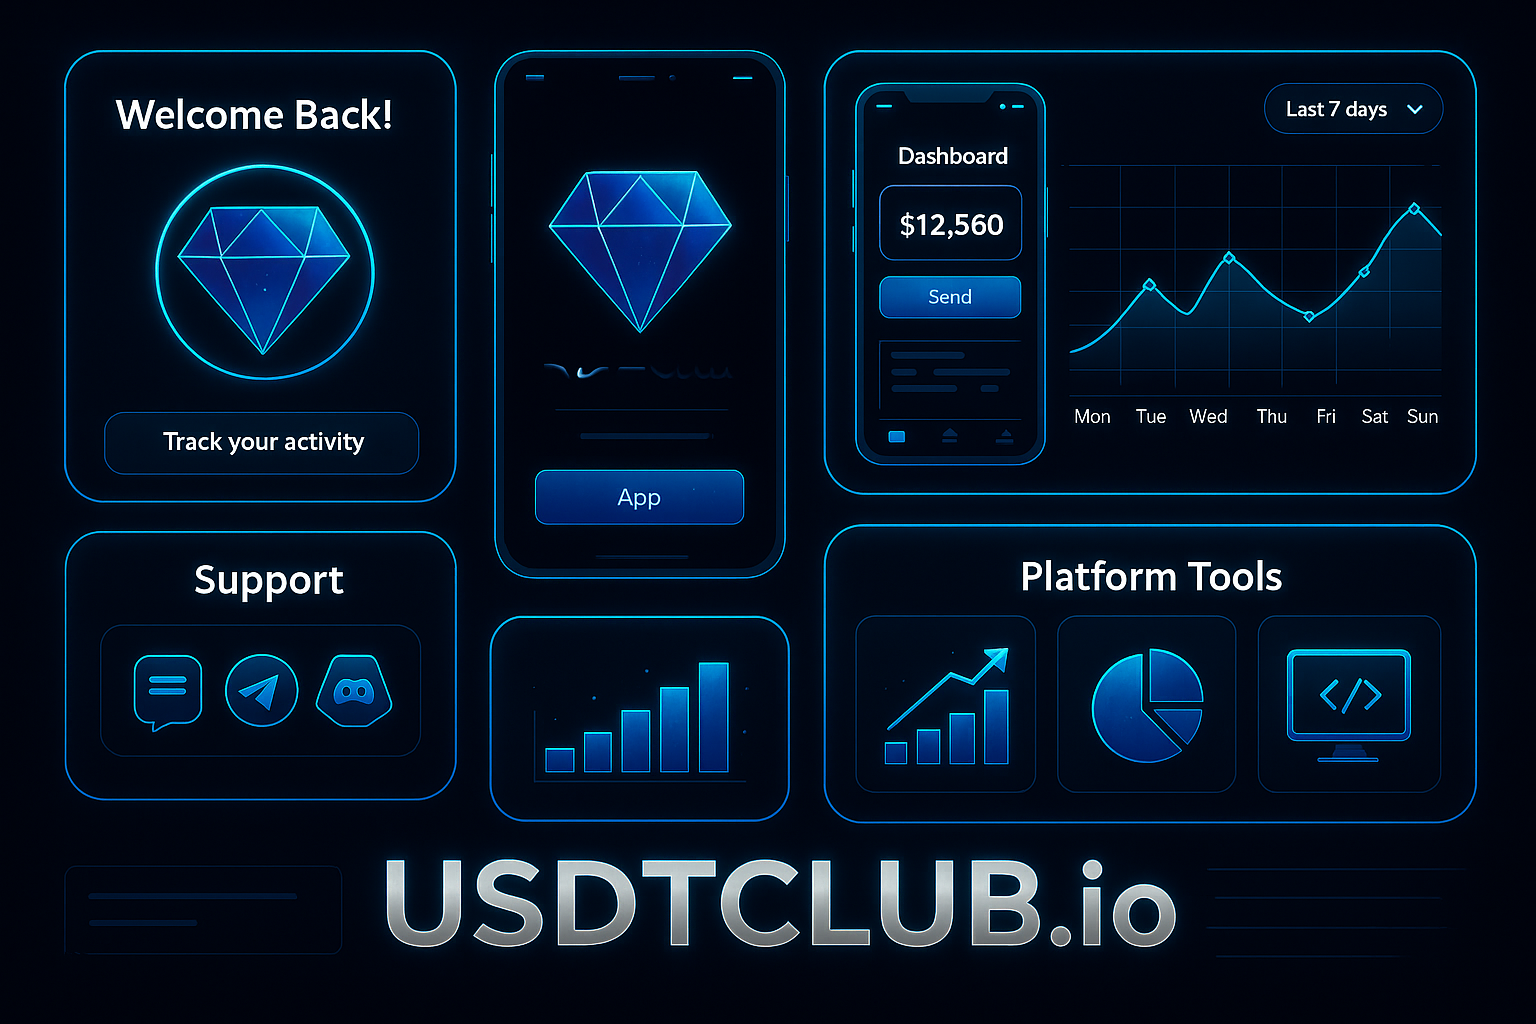 Welcome Back!
Track your activity
App
Dashboard
$12,560
Send
Last 7 days
Mon Tue Wed Thu Fri Sat Sun
Support
Platform Tools
USDTCLUB.io